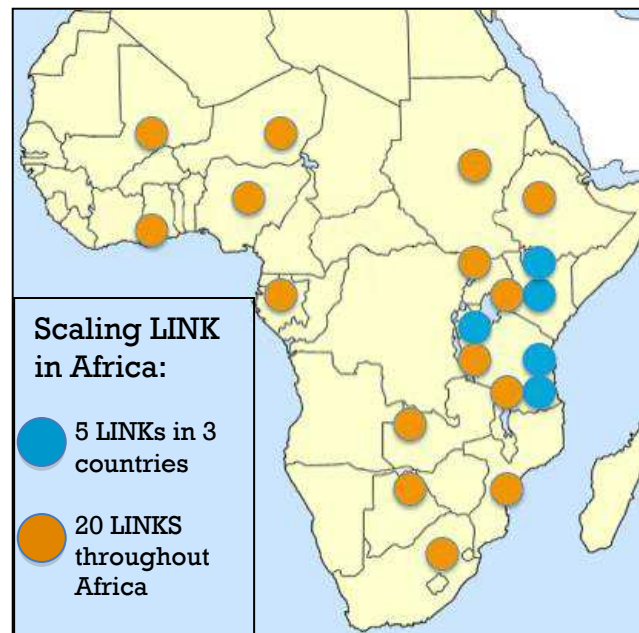 Scaling LINK
in Africa:
5 LINKs in 3
countries
20 LINKS
throughout
Africa